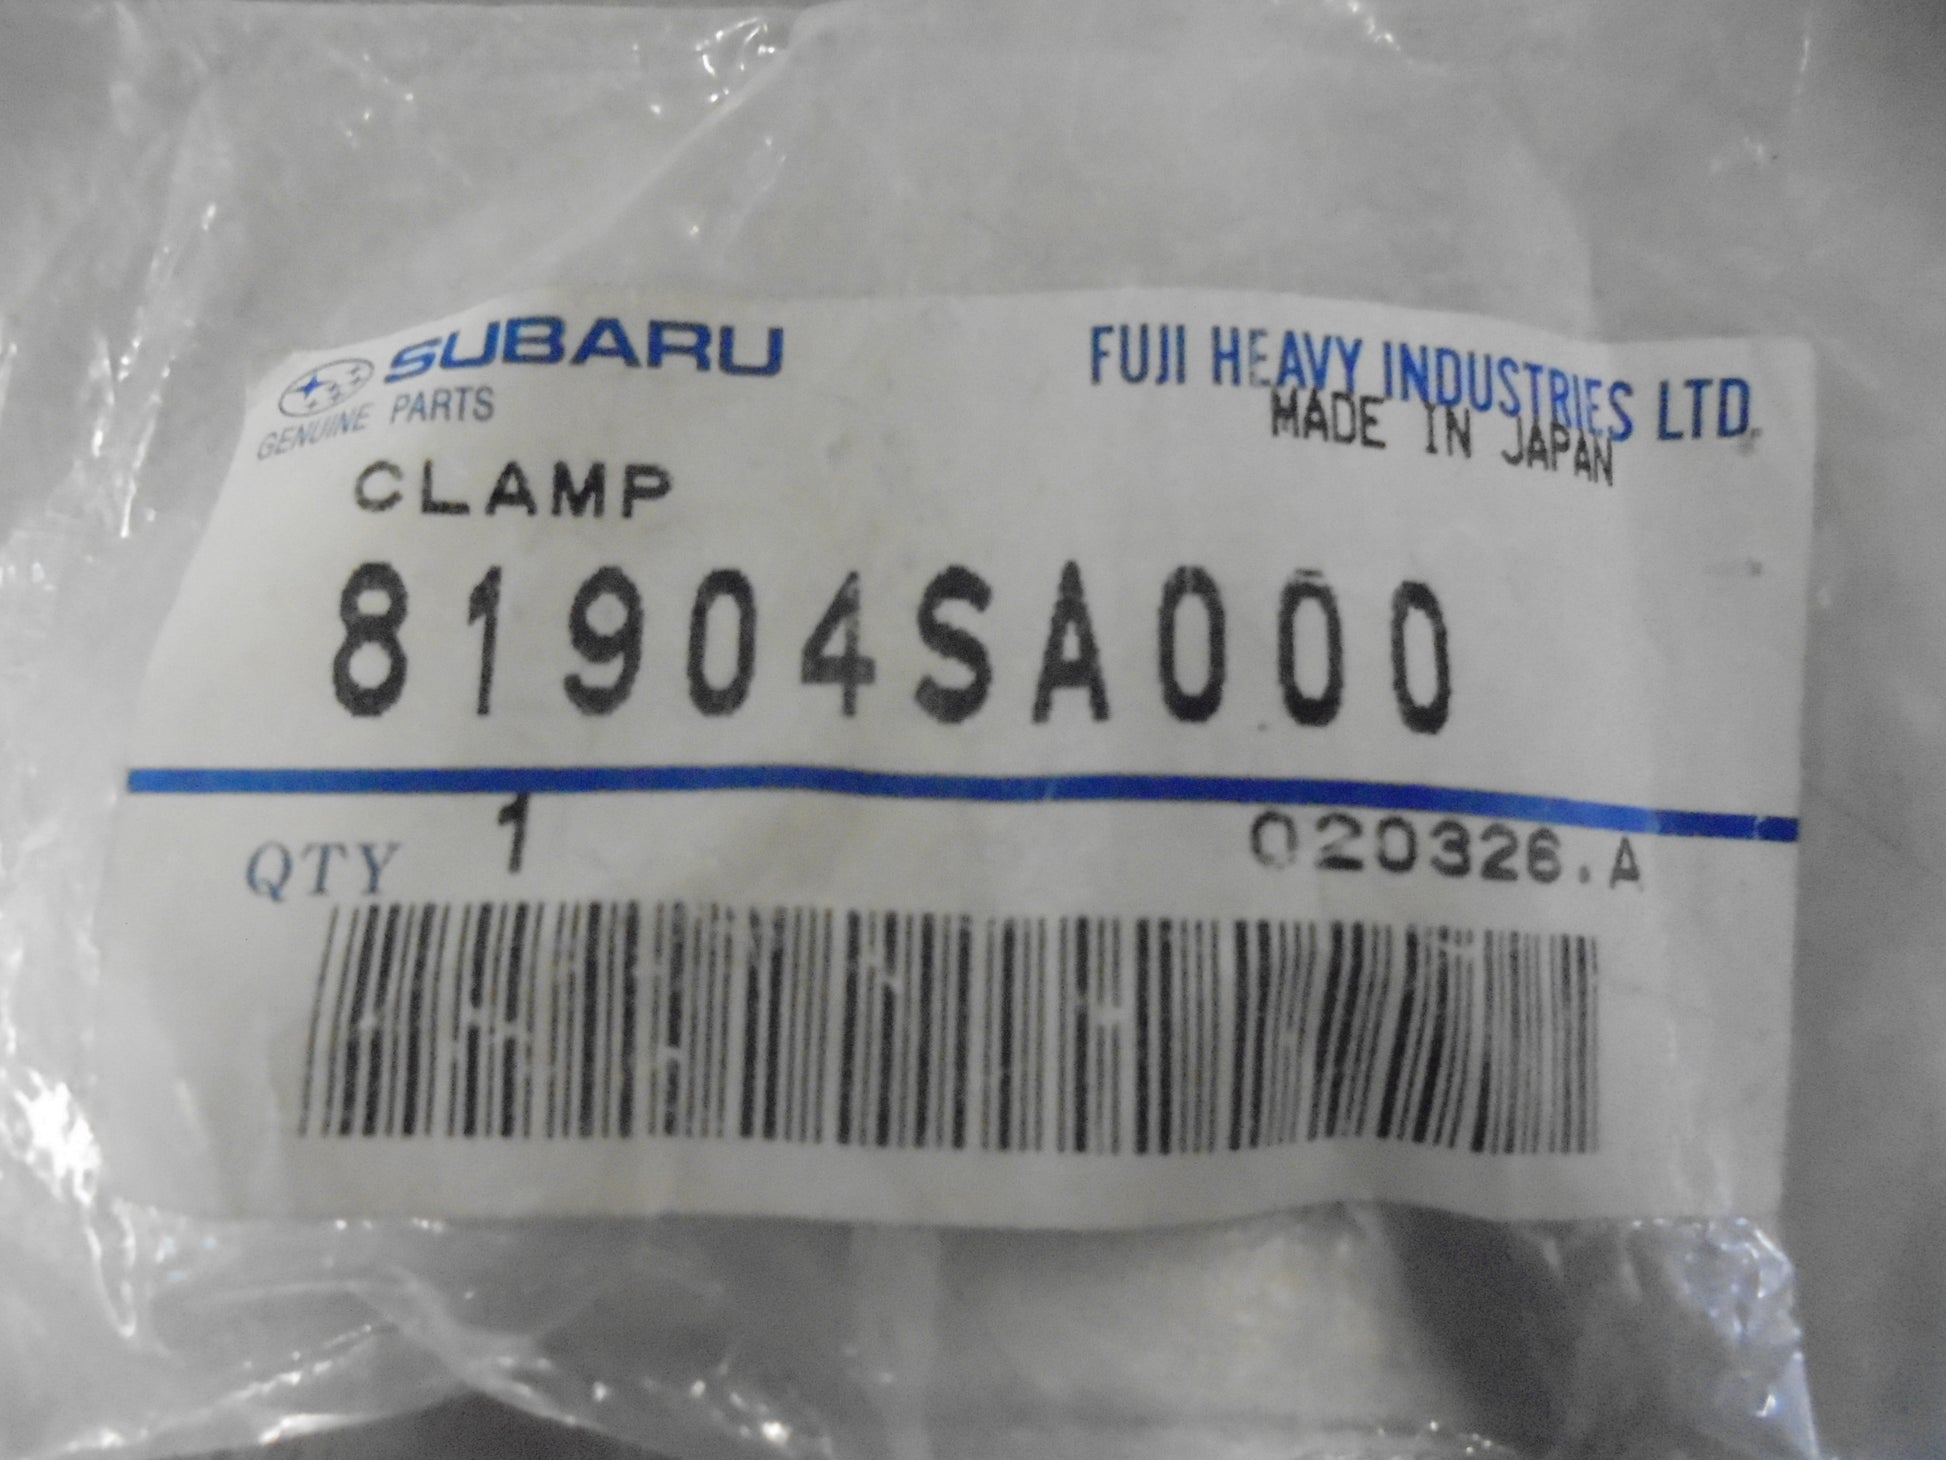 SUBARU
GENUINE PARTS
FUJI HEAVY INDUSTRIES LTD.
MADE IN JAPAN
CLAMP
81904SA000
QTY 1
020326.A